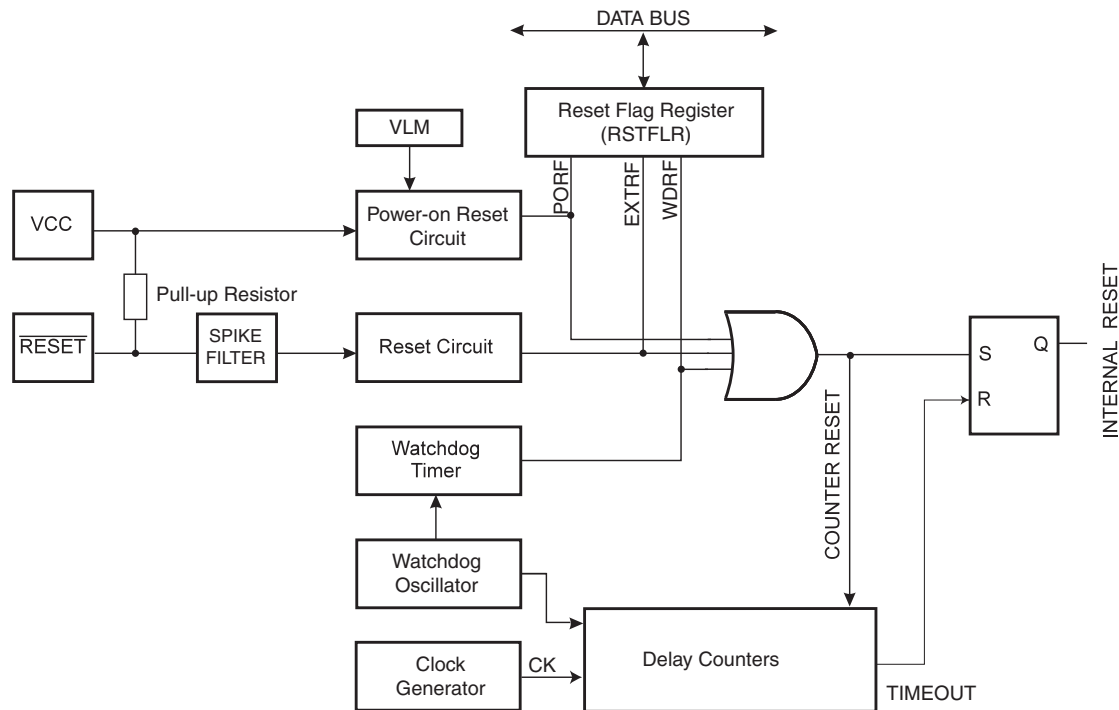 DATA BUS
Reset Flag Register
(RSTFLR)
VLM
PORF
EXTRF
WDRF
VCC
Power-on Reset
Circuit
Pull-up Resistor
RESET
SPIKE
FILTER
Reset Circuit
S
Q
R
INTERNAL RESET
Watchdog
Timer
COUNTER RESET
Watchdog
Oscillator
Clock
Generator
CK
Delay Counters
TIMEOUT